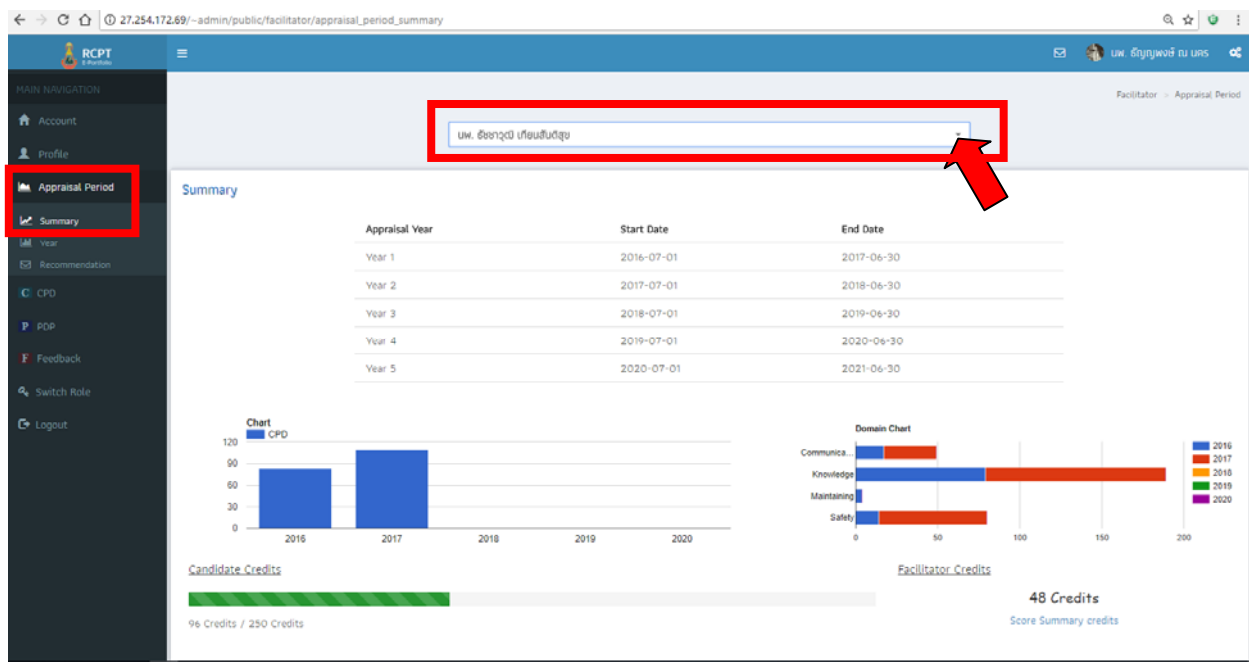 27.254.172.69/~admin/public/facilitator/appraisal_period_summary
RCPT
E-Portfolio
นพ. ธัญญพงษ์ ณ นคร
MAIN NAVIGATION
Facilitator > Appraisal Period
Account
นพ. ธัชชาวุฒิ เทียนสันติสุข
Profile
Appraisal Period
Summary
Year
Recommendation
C CPD
P PDP
F Feedback
Switch Role
Logout
Summary
Appraisal Year Start Date End Date
Year 1 2016-07-01 2017-06-30
Year 2 2017-07-01 2018-06-30
Year 3 2018-07-01 2019-06-30
Year 4 2019-07-01 2020-06-30
Year 5 2020-07-01 2021-06-30
Chart
CPD
120
90
60
30
0
2016 2017 2018 2019 2020
Domain Chart
Communica...
Knowledge
Maintaining
Safety
0 50 100 150 200
2016
2017
2018
2019
2020
Candidate Credits
96 Credits / 250 Credits
Facilitator Credits
48 Credits
Score Summary credits